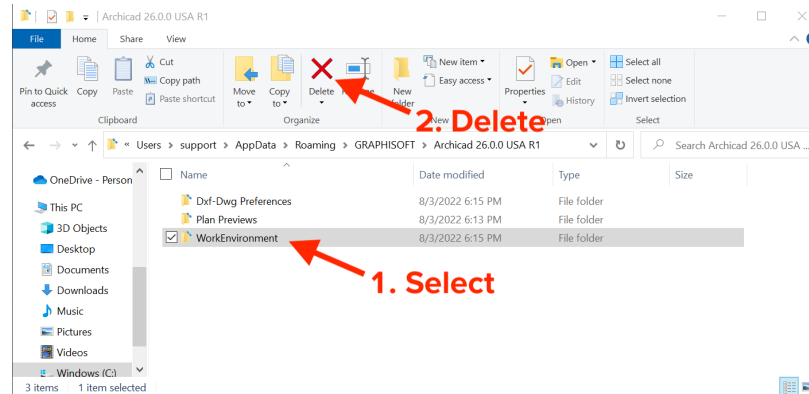 Archicad 26.0.0 USA R1
File Home Share View
Pin to Quick access
Copy
Paste
Cut
Copy path
Paste shortcut
Clipboard
Move to
Copy to
Delete
Organize
New
New item
Easy access
New
Properties
Open
Edit
History
Open
Select all
Select none
Invert selection
Select
2. Delete
« Users > support > AppData > Roaming > GRAPHISOFT > Archicad 26.0.0 USA R1
Search Archicad 26.0.0 USA ...
OneDrive - Person
This PC
3D Objects
Desktop
Documents
Downloads
Music
Pictures
Videos
Windows (C:)
Name Date modified Type Size
Dxf-Dwg Preferences 8/3/2022 6:15 PM File folder
Plan Previews 8/3/2022 6:13 PM File folder
WorkEnvironment 8/3/2022 6:15 PM File folder
1. Select
3 items 1 item selected